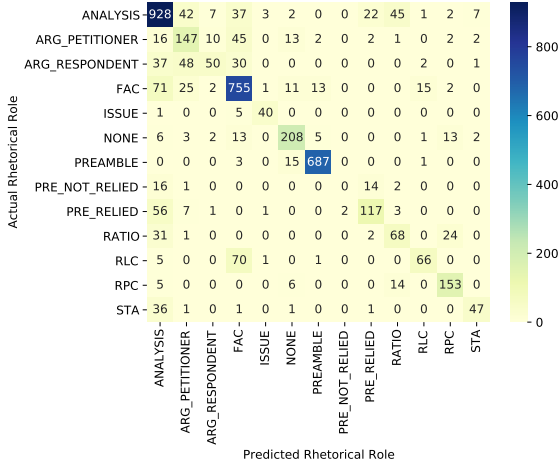 ANALYSIS 928 42 7 37 3 2 0 0 22 45 1 2 7
ARG_PETITIONER 16 147 10 45 0 13 2 0 2 1 0 2 2
ARG_RESPONDENT 37 48 50 30 0 0 0 0 0 0 2 0 1
FAC 71 25 2 755 1 11 13 0 0 0 15 2 0
ISSUE 1 0 0 5 40 0 0 0 0 0 0 0 0
NONE 6 3 2 13 0 208 5 0 0 0 1 13 2
PREAMBLE 0 0 0 3 0 15 687 0 0 0 1 0 0
PRE_NOT_RELIED 16 1 0 0 0 0 0 0 14 2 0 0 0
PRE_RELIED 56 7 1 0 1 0 0 2 117 3 0 0 0
RATIO 31 1 0 0 0 0 0 0 2 68 0 24 0
RLC 5 0 0 70 1 0 1 0 0 0 66 0 0
RPC 5 0 0 0 0 6 0 0 0 14 0 153 0
STA 36 1 0 1 0 1 0 0 1 0 0 0 47
ANALYSIS
ARG_PETITIONER
ARG_RESPONDENT
FAC
ISSUE
NONE
PREAMBLE
PRE_NOT_RELIED
PRE_RELIED
RATIO
RLC
RPC
STA
Predicted Rhetorical Role
Actual Rhetorical Role
800
600
400
200
0